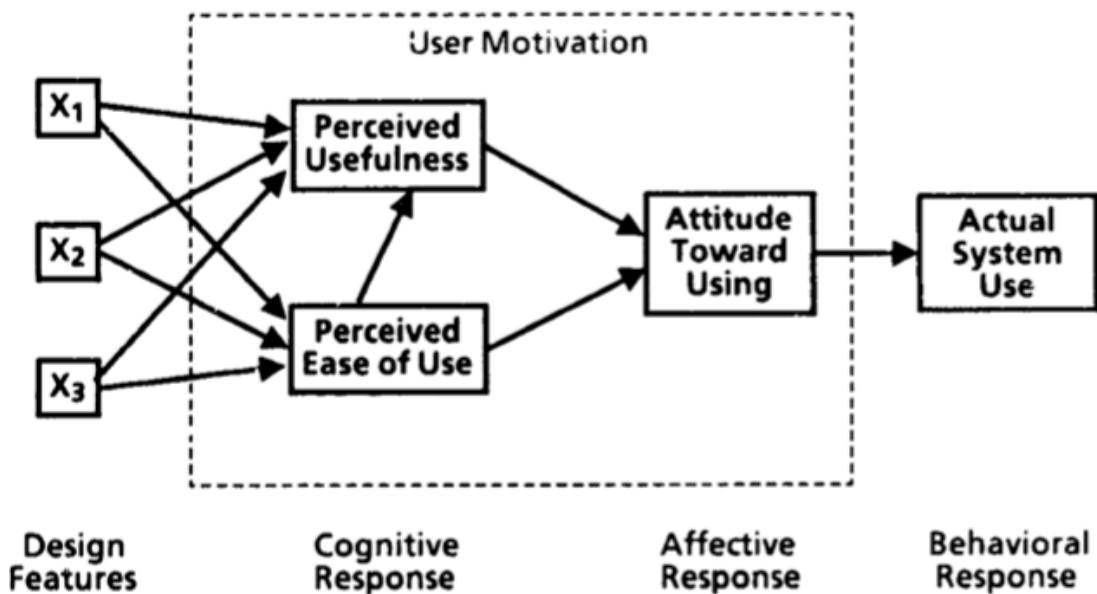 User Motivation
X1
Perceived
Usefulness
X2
Attitude
Toward
Using
Actual
System
Use
X3
Perceived
Ease of Use
Design
Features
Cognitive
Response
Affective
Response
Behavioral
Response